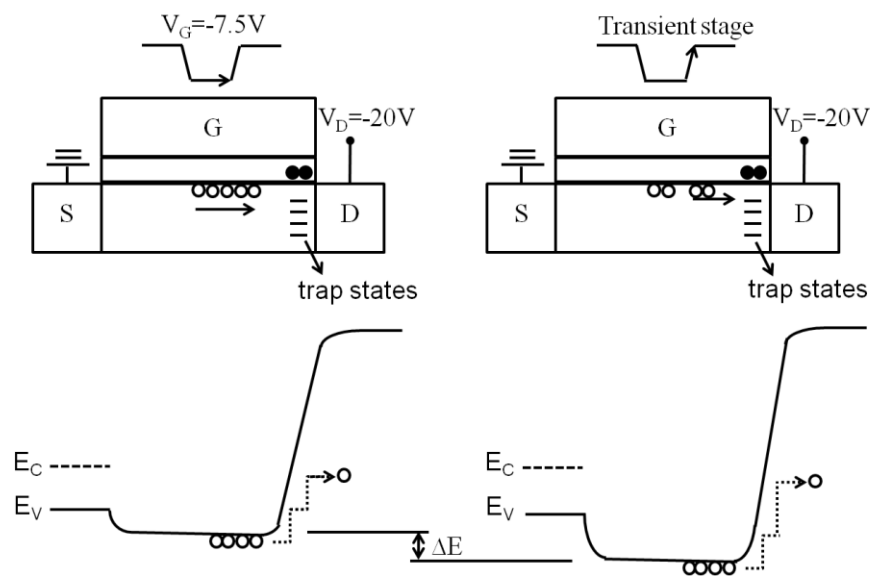 V_G=-7.5V
Transient stage
G
V_D=-20V
S
D
trap states
G
V_D=-20V
S
D
trap states
E_C
E_V
ΔE
E_C
E_V